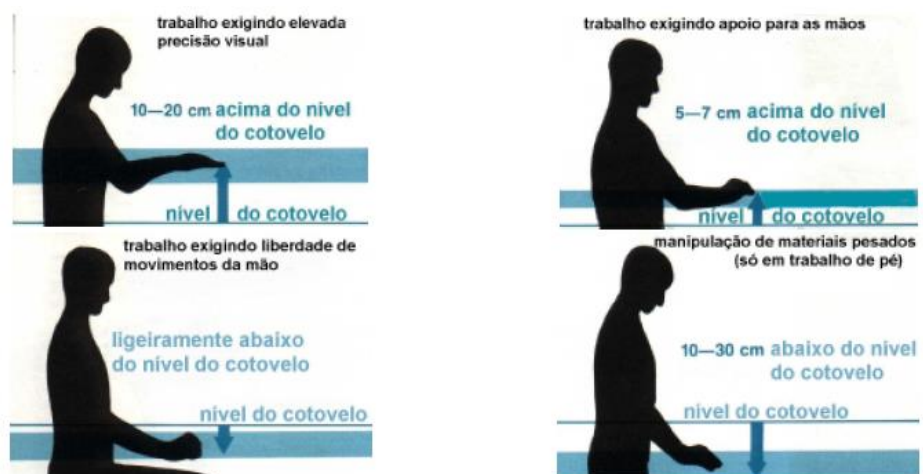 trabalho exigindo elevada
precisão visual
10—20 cm acima do nível
do cotovelo
nível do cotovelo
trabalho exigindo apoio para as mãos
5—7 cm acima do nível
do cotovelo
nível do cotovelo
trabalho exigindo liberdade de
movimentos da mão
ligeiramente abaixo
do nível do cotovelo
nível do cotovelo
manipulação de materiais pesados
(só em trabalho de pé)
10—30 cm abaixo do nível
do cotovelo
nível do cotovelo